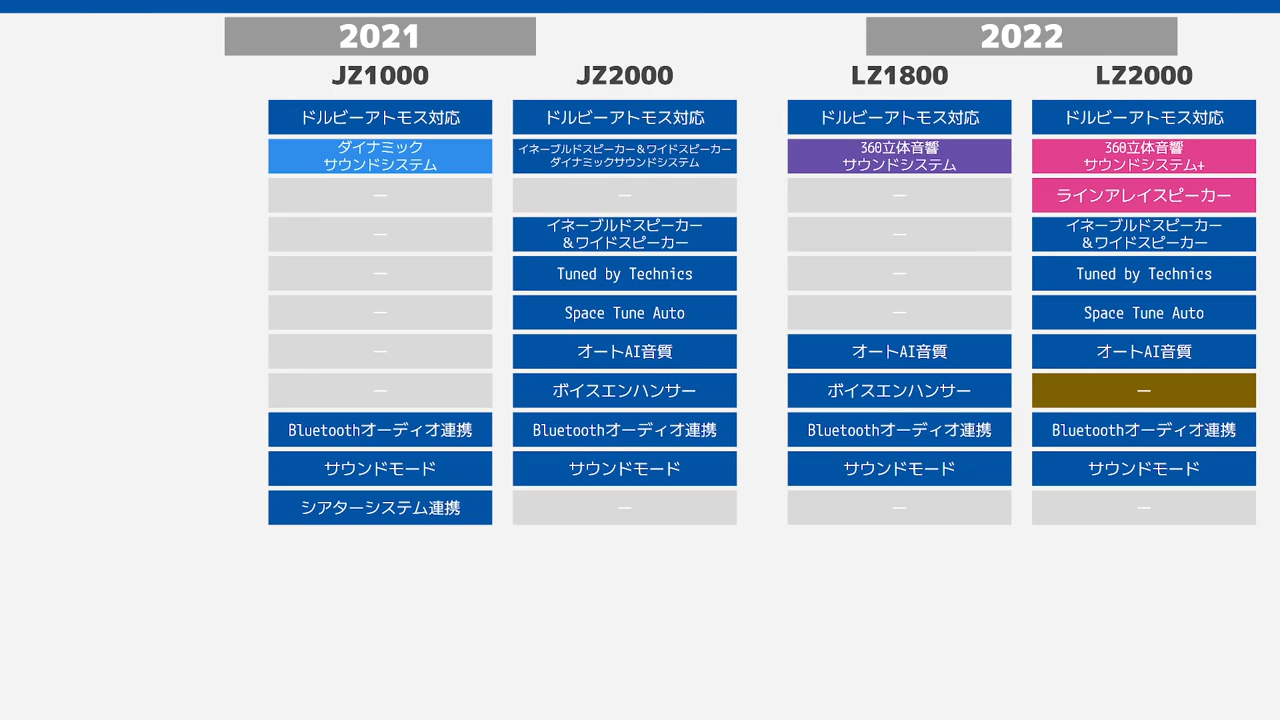 2021 2022
JZ1000 JZ2000 LZ1800 LZ2000
ドルビーアトモス対応 ドルビーアトモス対応 ドルビーアトモス対応 ドルビーアトモス対応
ダイナミック イネーブルドスピーカー&ワイドスピーカー 360立体音響 360立体音響
サウンドシステム ダイナミックサウンドシステム サウンドシステム サウンドシステム+
— — — ラインアレイスピーカー
— イネーブルドスピーカー — イネーブルドスピーカー
&ワイドスピーカー &ワイドスピーカー
— Tuned by Technics — Tuned by Technics
— Space Tune Auto — Space Tune Auto
— オートAI音質 オートAI音質 オートAI音質
— ボイスエンハンサー ボイスエンハンサー —
Bluetoothオーディオ連携 Bluetoothオーディオ連携 Bluetoothオーディオ連携 Bluetoothオーディオ連携
サウンドモード サウンドモード サウンドモード サウンドモード
シアターシステム連携 — — —